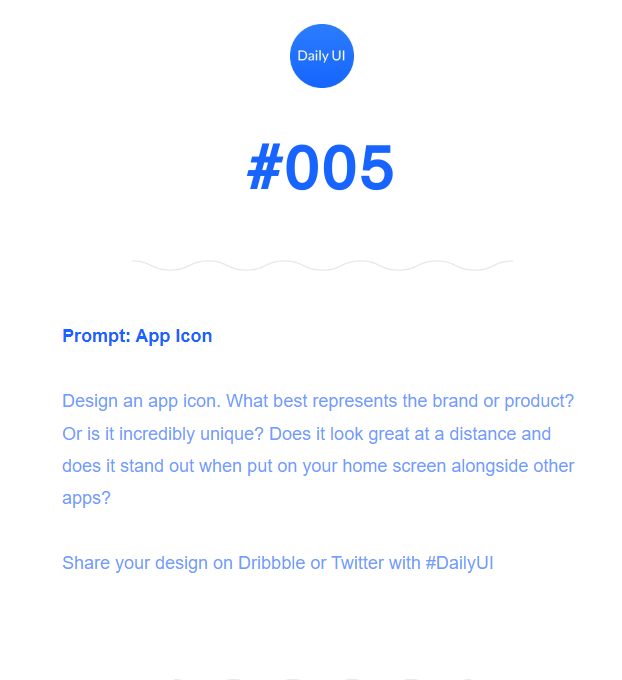 Daily UI
#005
Prompt: App Icon
Design an app icon. What best represents the brand or product?
Or is it incredibly unique? Does it look great at a distance and
does it stand out when put on your home screen alongside other
apps?
Share your design on Dribbble or Twitter with #DailyUI